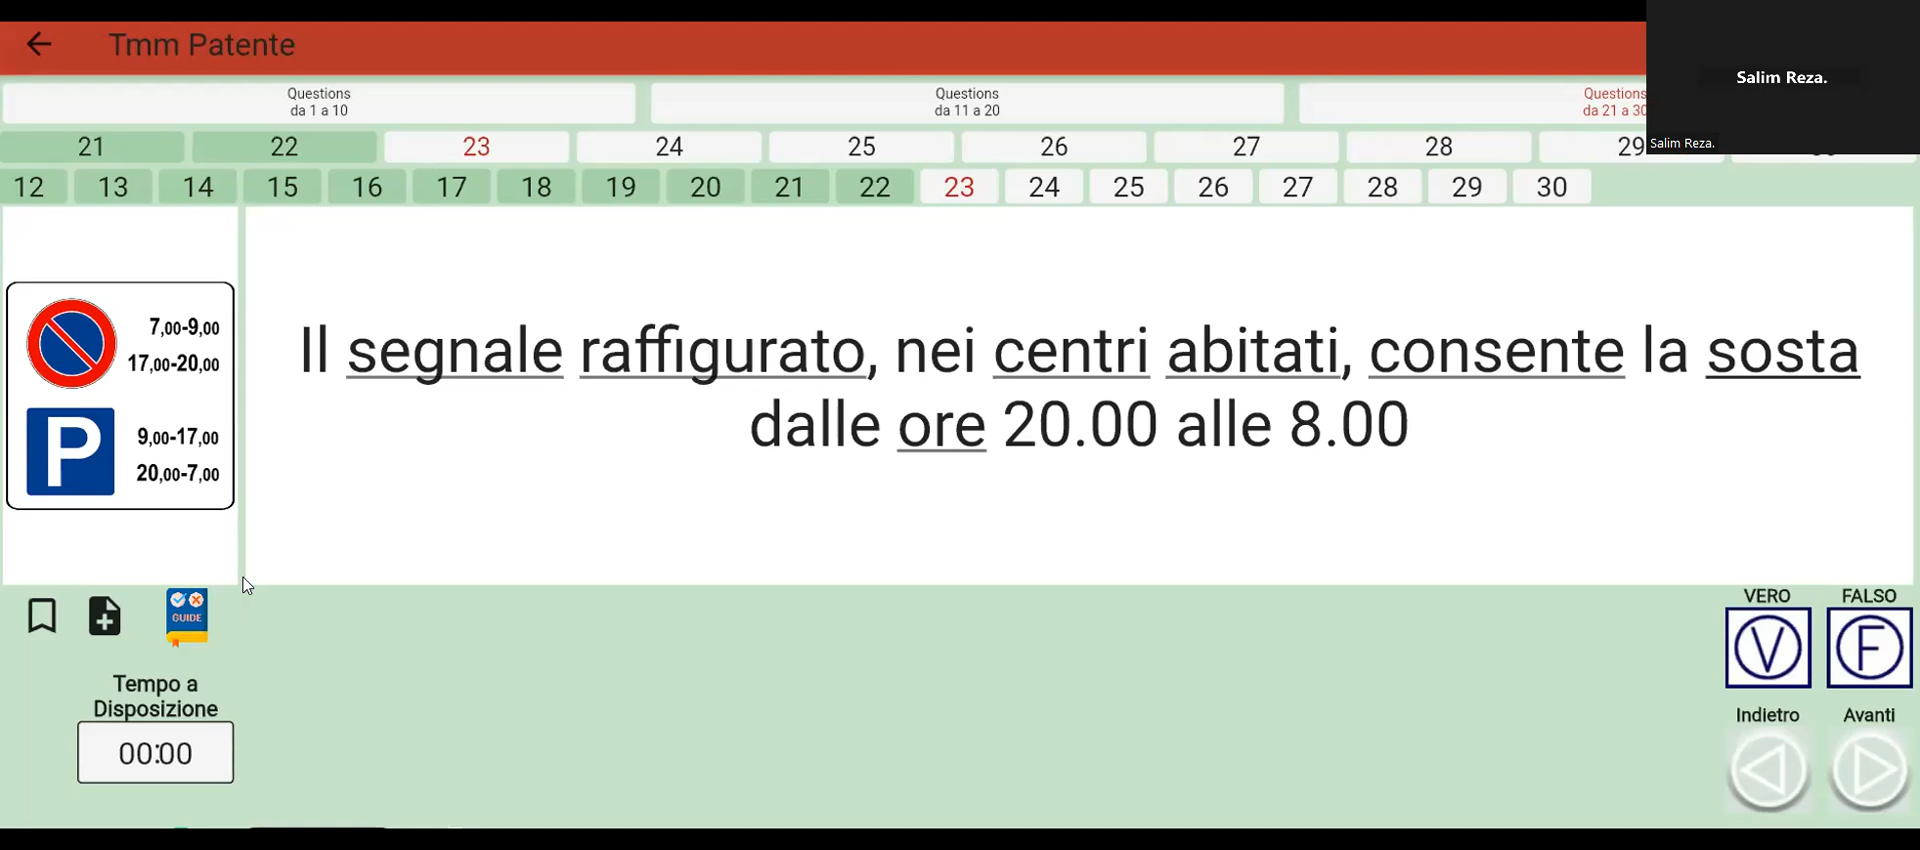 Tmm Patente
Salim Reza.
Salim Reza.
Questions
da 1 a 10
Questions
da 11 a 20
Questions
da 21 a 30
21 22 23 24 25 26 27 28 29
12 13 14 15 16 17 18 19 20 21 22 23 24 25 26 27 28 29 30
7,00-9,00
17,00-20,00
P
9,00-17,00
20,00-7,00
Il segnale raffigurato, nei centri abitati, consente la sosta
dalle ore 20.00 alle 8.00
GUIDE
VERO FALSO
V F
Tempo a
Disposizione
00:00
Indietro Avanti